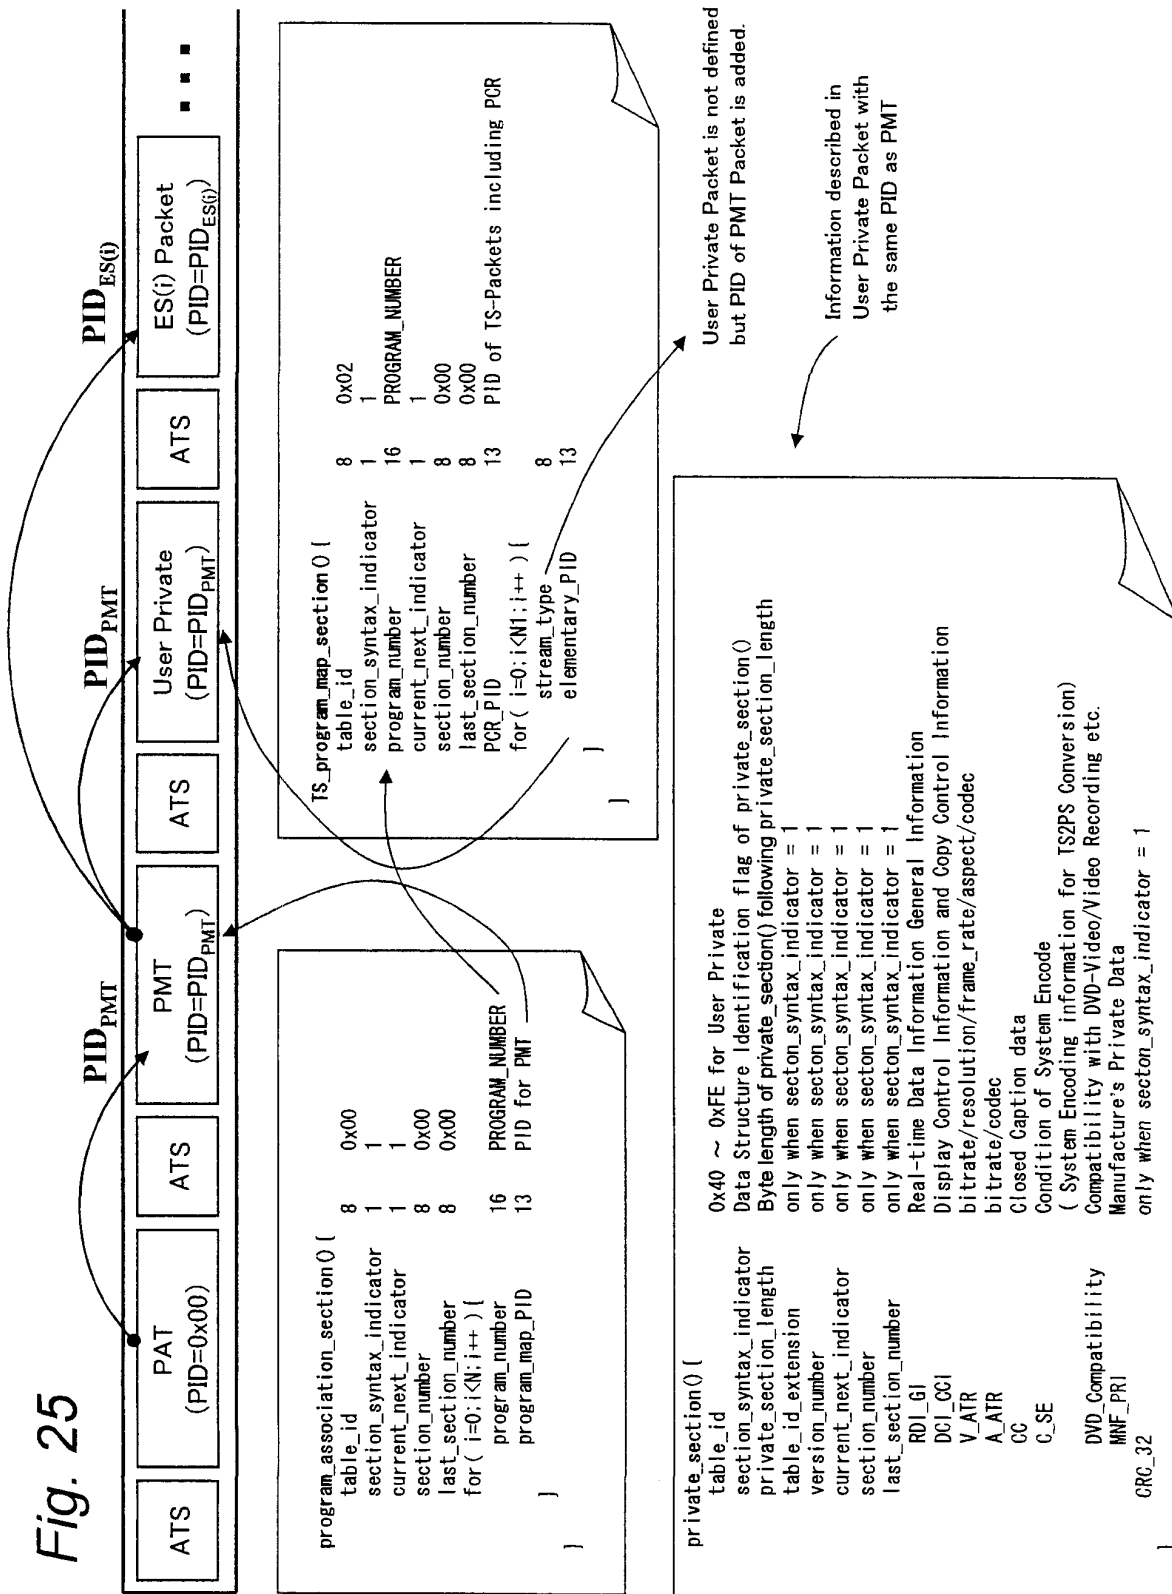 Fig. 25
PID_PMT
PID_PMT
PID_ES(i)
ATS
PAT
(PID=0x00)
ATS
PMT
(PID=PID_PMT)
ATS
User Private
(PID=PID_PMT)
ATS
ES(i) Packet
(PID=PID_ES(i))
program_association_section() {
table_id 8 0x00
section_syntax_indicator 1 1
current_next_indicator 1 1
section_number 8 0x00
last_section_number 8 0x00
for( i=0;i<N;i++ ) {
program_number 16 PROGRAM_NUMBER
program_map_PID 13 PID for PMT
}
}
TS_program_map_section() {
table_id 8 0x02
section_syntax_indicator 1 1
program_number 16 PROGRAM_NUMBER
current_next_indicator 1 1
section_number 8 0x00
last_section_number 8 0x00
PCR_PID 13 PID of TS-Packets including PCR
for( i=0;i<N1;i++ ) {
stream_type 8
elementary_PID 13
}
}
User Private Packet is not defined
but PID of PMT Packet is added.
private_section() {
table_id 0x40 ~ 0xFE for User Private
section_syntax_indicator Data Structure Identification flag of private_section()
private_section_length Byte length of private_section() following private_section_length
table_id_extension only when secton_syntax_indicator = 1
version_number only when secton_syntax_indicator = 1
current_next_indicator only when secton_syntax_indicator = 1
section_number only when secton_syntax_indicator = 1
last_section_number only when secton_syntax_indicator = 1
RDI_GI Real-time Data Information General Information
DCI_CCI Display Control Information and Copy Control Information
V_ATR bitrate/resolution/frame_rate/aspect/codec
A_ATR bitrate/codec
CC Closed Caption data
C_SE Condition of System Encode
( System Encoding information for TS2PS Conversion)
DVD_Compatibility Compatibility with DVD-Video/Video Recording etc.
MNF_PRI Manufacture's Private Data
CRC_32 only when secton_syntax_indicator = 1
}
Information described in
User Private Packet with
the same PID as PMT